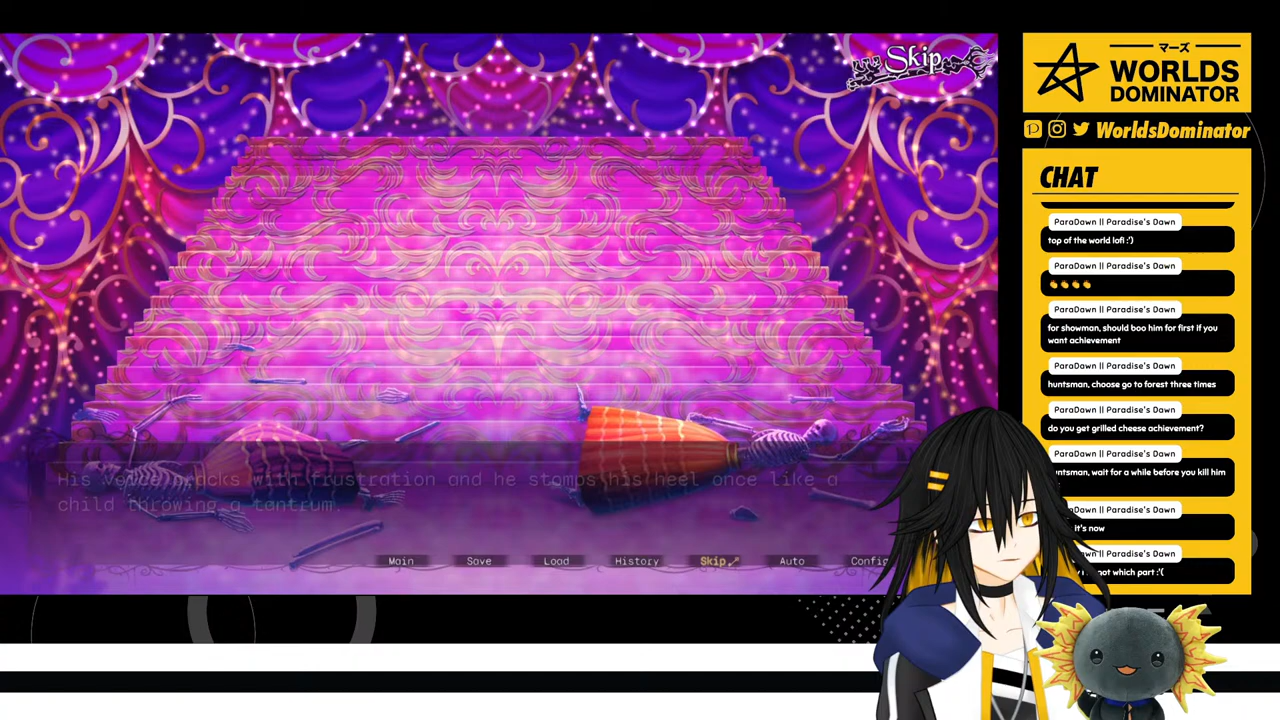 Skip
His voice cracks with frustration and he stomps his heel once like a
child throwing a tantrum.
Main
Save
Load
History
Skip
Auto
Config
マーズ
WORLDS
DOMINATOR
WorldsDominator
CHAT
ParaDawn || Paradise's Dawn
top of the world lofi :')
ParaDawn || Paradise's Dawn
ParaDawn || Paradise's Dawn
for showman, should boo him for first if you
want achievement
ParaDawn || Paradise's Dawn
huntsman, choose go to forest three times
ParaDawn || Paradise's Dawn
do you get grilled cheese achievement?
ParaDawn || Paradise's Dawn
untsman, wait for a while before you kill him
Dawn || Paradise's Dawn
it's now
wn || Paradise's Dawn
not which part :'(